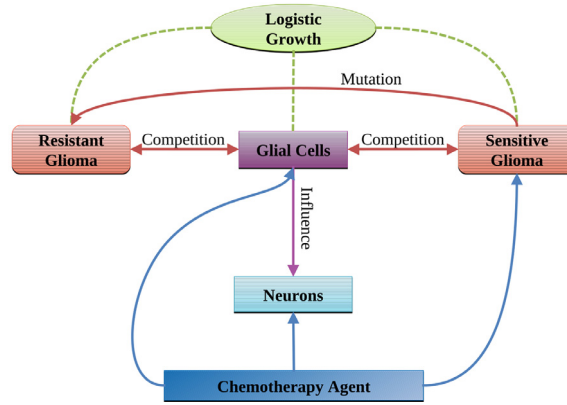 Logistic
Growth
Mutation
Resistant
Glioma
Competition
Glial Cells
Competition
Sensitive
Glioma
Influence
Neurons
Chemotherapy Agent